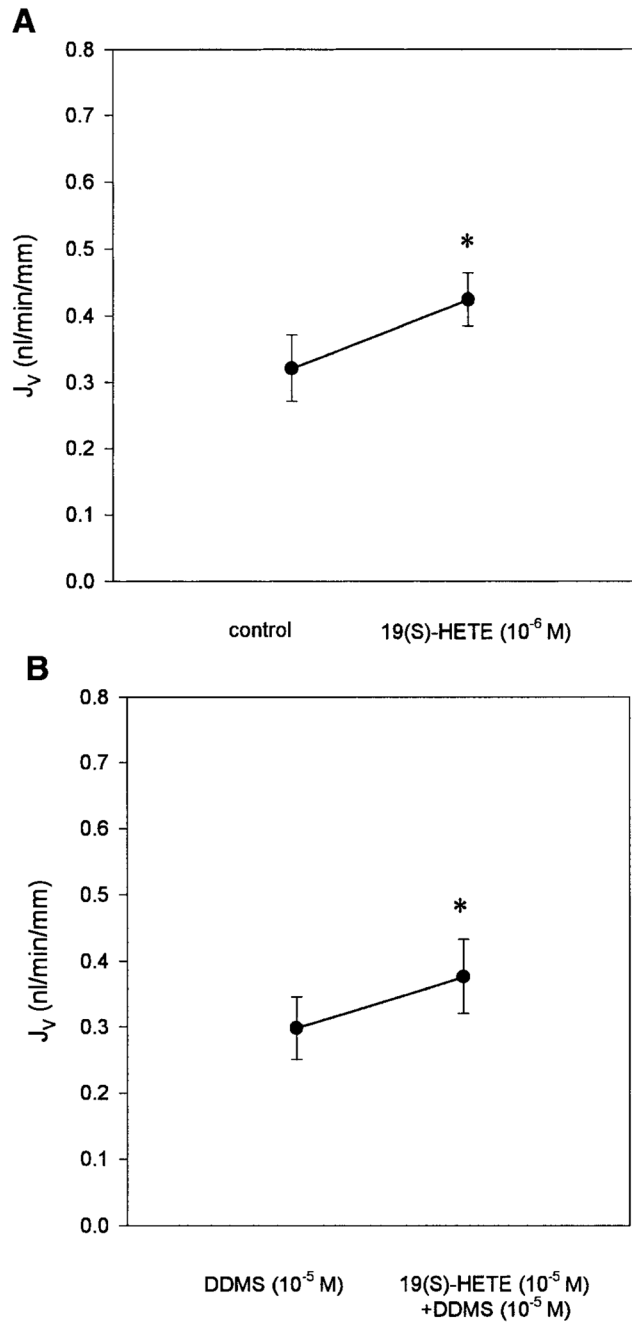 A
0.8
0.7
0.6
0.5
0.4
0.3
0.2
0.1
0.0
J_V (nl/min/mm)
*
control 19(S)-HETE (10⁻⁶ M)
B
0.8
0.7
0.6
0.5
0.4
0.3
0.2
0.1
0.0
J_V (nl/min/mm)
*
DDMS (10⁻⁵ M) 19(S)-HETE (10⁻⁵ M)
+DDMS (10⁻⁵ M)